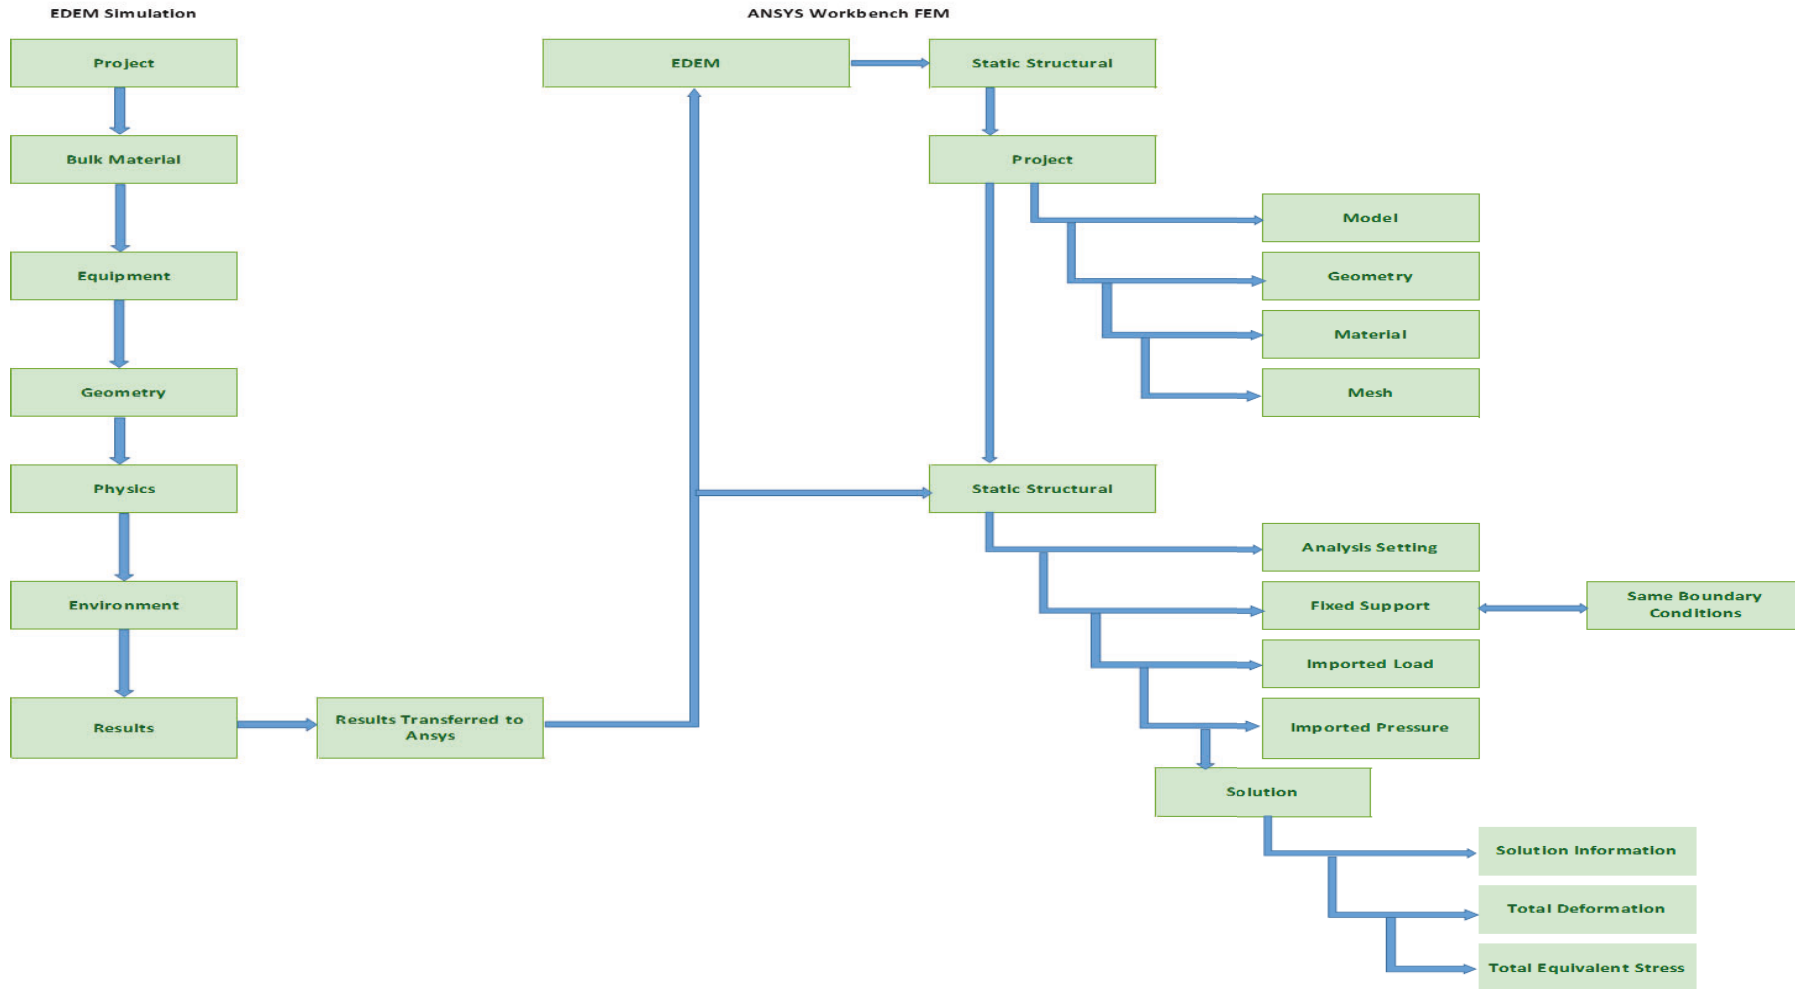 EDEM Simulation
Project
Bulk Material
Equipment
Geometry
Physics
Environment
Results
Results Transferred to
Ansys
ANSYS Workbench FEM
EDEM
Static Structural
Project
Model
Geometry
Material
Mesh
Static Structural
Analysis Setting
Fixed Support
Same Boundary
Conditions
Imported Load
Imported Pressure
Solution
Solution Information
Total Deformation
Total Equivalent Stress